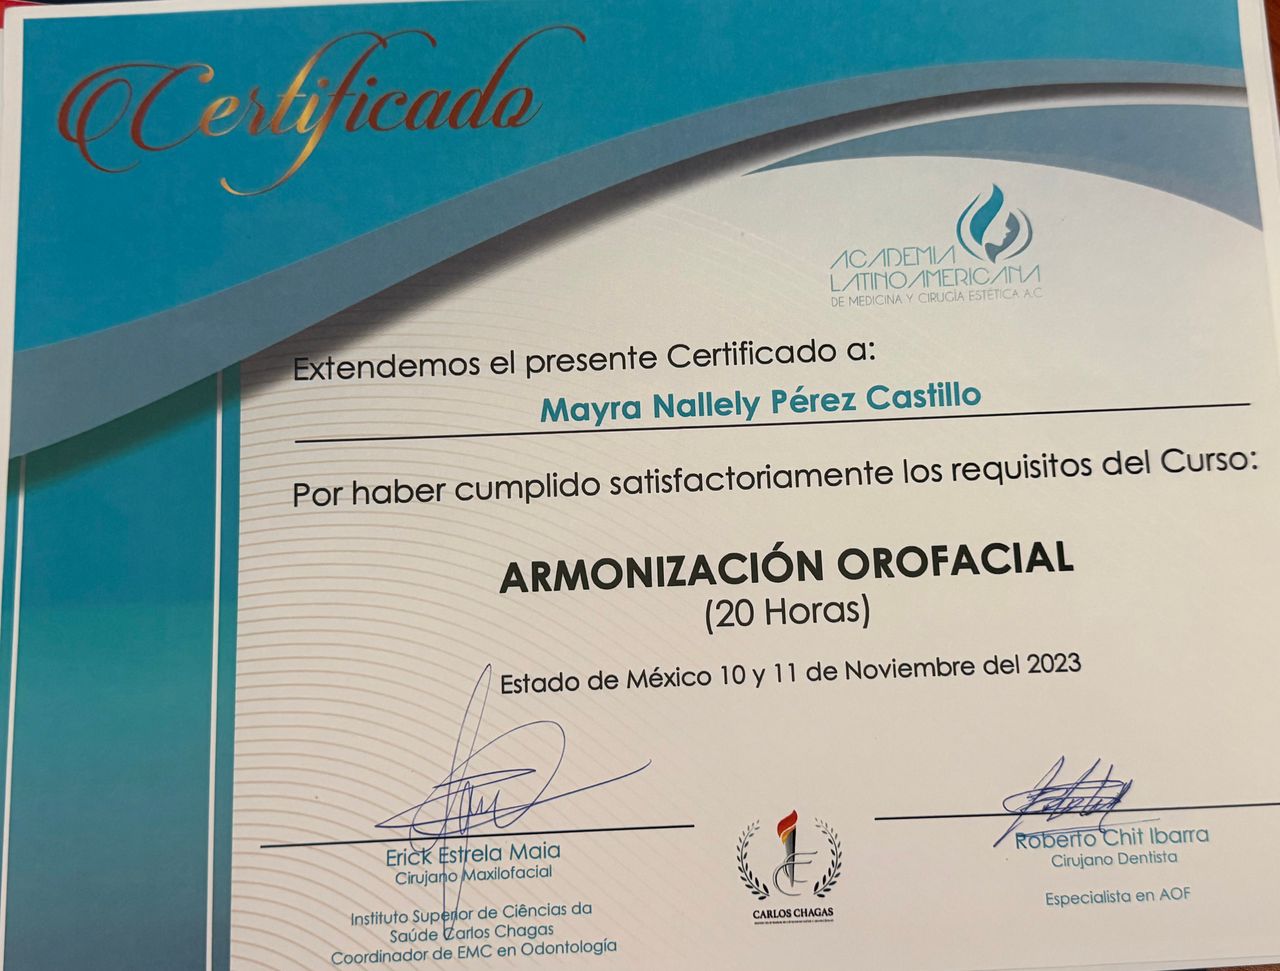 Certificado
ACADEMIA
LATINOAMERICANA
DE MEDICINA Y CIRUGÍA ESTÉTICA A.C
Extendemos el presente Certificado a:
Mayra Nallely Pérez Castillo
Por haber cumplido satisfactoriamente los requisitos del Curso:
ARMONIZACIÓN OROFACIAL
(20 Horas)
Estado de México 10 y 11 de Noviembre del 2023
Erick Estrela Maia
Cirujano Maxilofacial
Instituto Superior de Ciências da
Saúde Carlos Chagas
Coordinador de EMC en Odontología
CARLOS CHAGAS
Roberto Chit Ibarra
Cirujano Dentista
Especialista en AOF